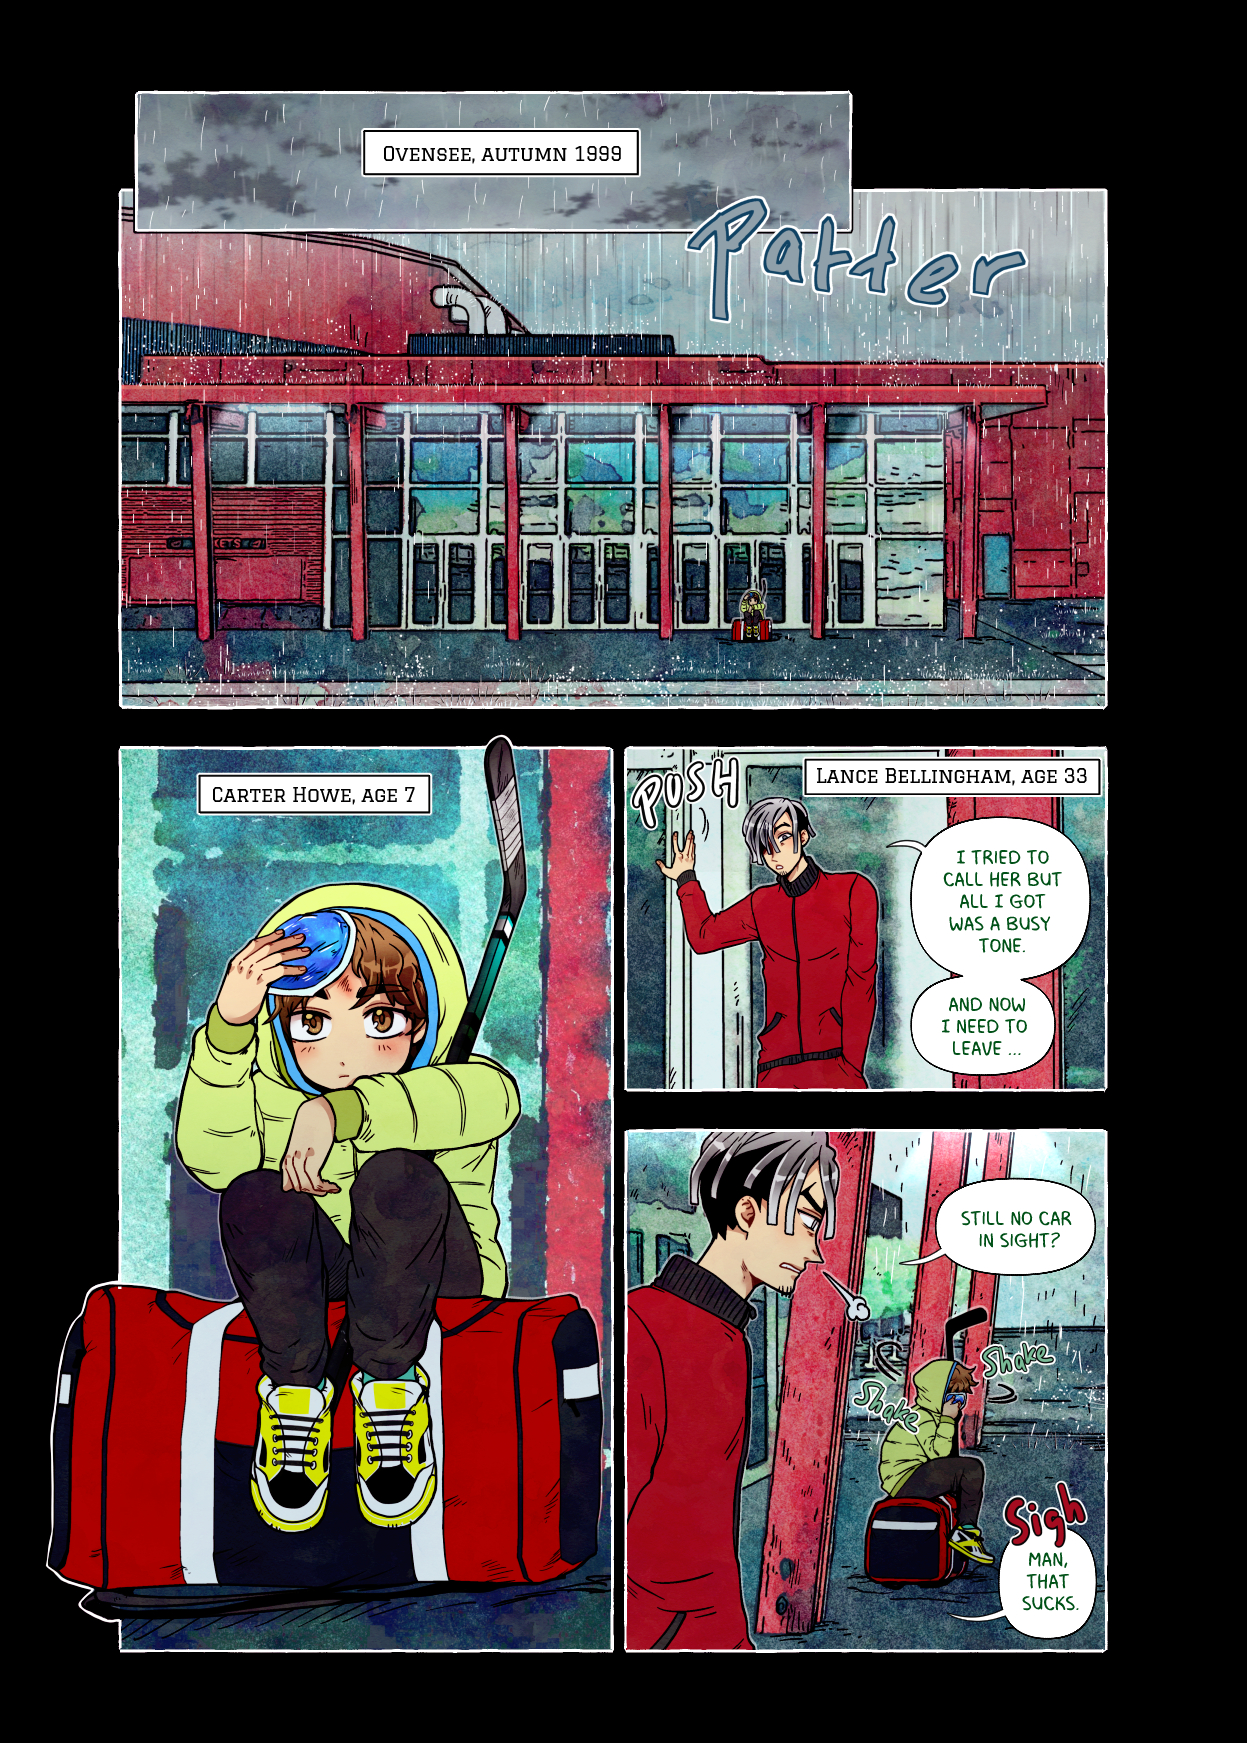 Ovensee, autumn 1999
Patter
Carter Howe, age 7
PUSH
Lance Bellingham, age 33
I TRIED TO
CALL HER BUT
ALL I GOT
WAS A BUSY
TONE.
AND NOW
I NEED TO
LEAVE ...
STILL NO CAR
IN SIGHT?
Shake
Shake
Sigh
MAN,
THAT
SUCKS.